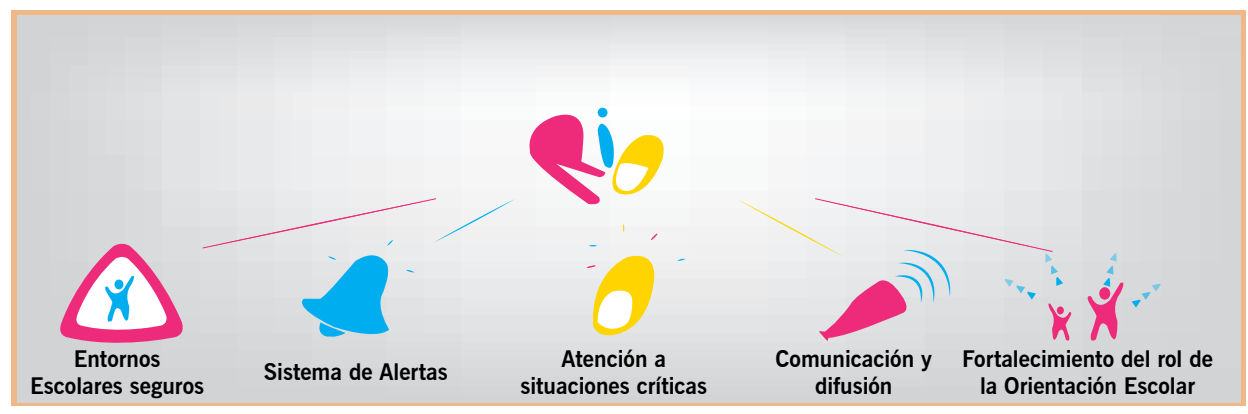 Entornos
Escolares seguros
Sistema de Alertas
Atención a
situaciones críticas
Comunicación y
difusión
Fortalecimiento del rol de
la Orientación Escolar